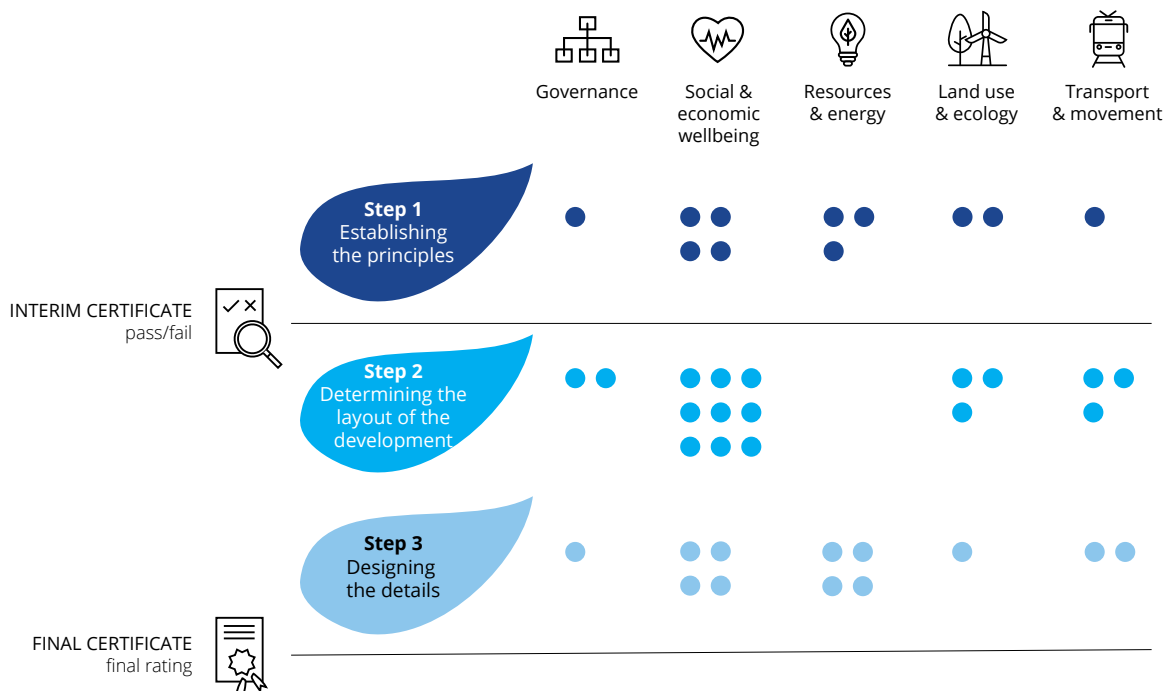 Governance
Social &
economic
wellbeing
Resources
& energy
Land use
& ecology
Transport
& movement
Step 1
Establishing
the principles
INTERIM CERTIFICATE
pass/fail
Step 2
Determining the
layout of the
development
Step 3
Designing
the details
FINAL CERTIFICATE
final rating